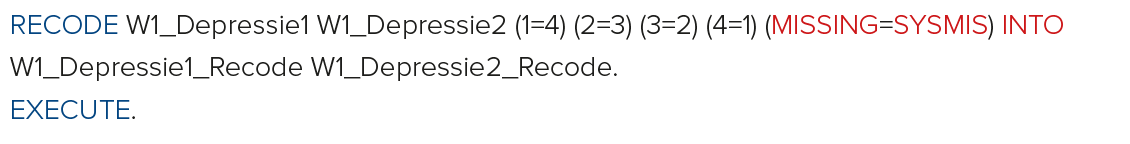 RECODE W1_Depressie1 W1_Depressie2 (1=4) (2=3) (3=2) (4=1) (MISSING=SYSMIS) INTO
W1_Depressie1_Recode W1_Depressie2_Recode.
EXECUTE.